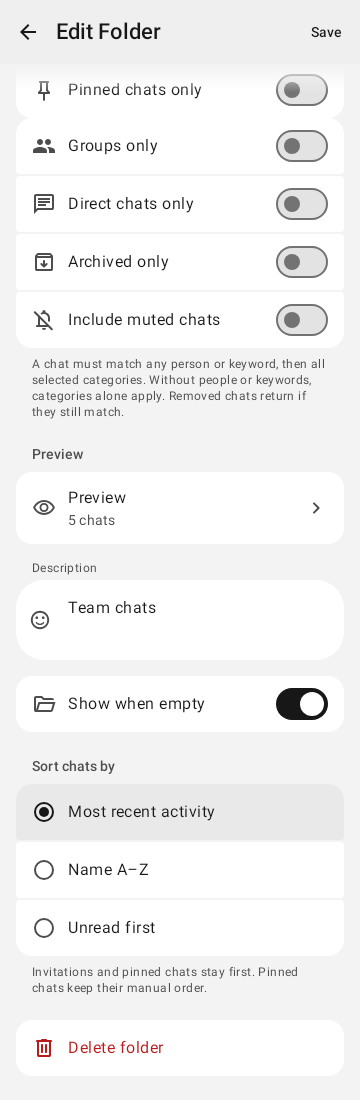 Edit Folder
Save
Pinned chats only
Groups only
Direct chats only
Archived only
Include muted chats
A chat must match any person or keyword, then all
selected categories. Without people or keywords,
categories alone apply. Removed chats return if
they still match.
Preview
Preview
5 chats
Description
Team chats
Show when empty
Sort chats by
Most recent activity
Name A–Z
Unread first
Invitations and pinned chats stay first. Pinned
chats keep their manual order.
Delete folder